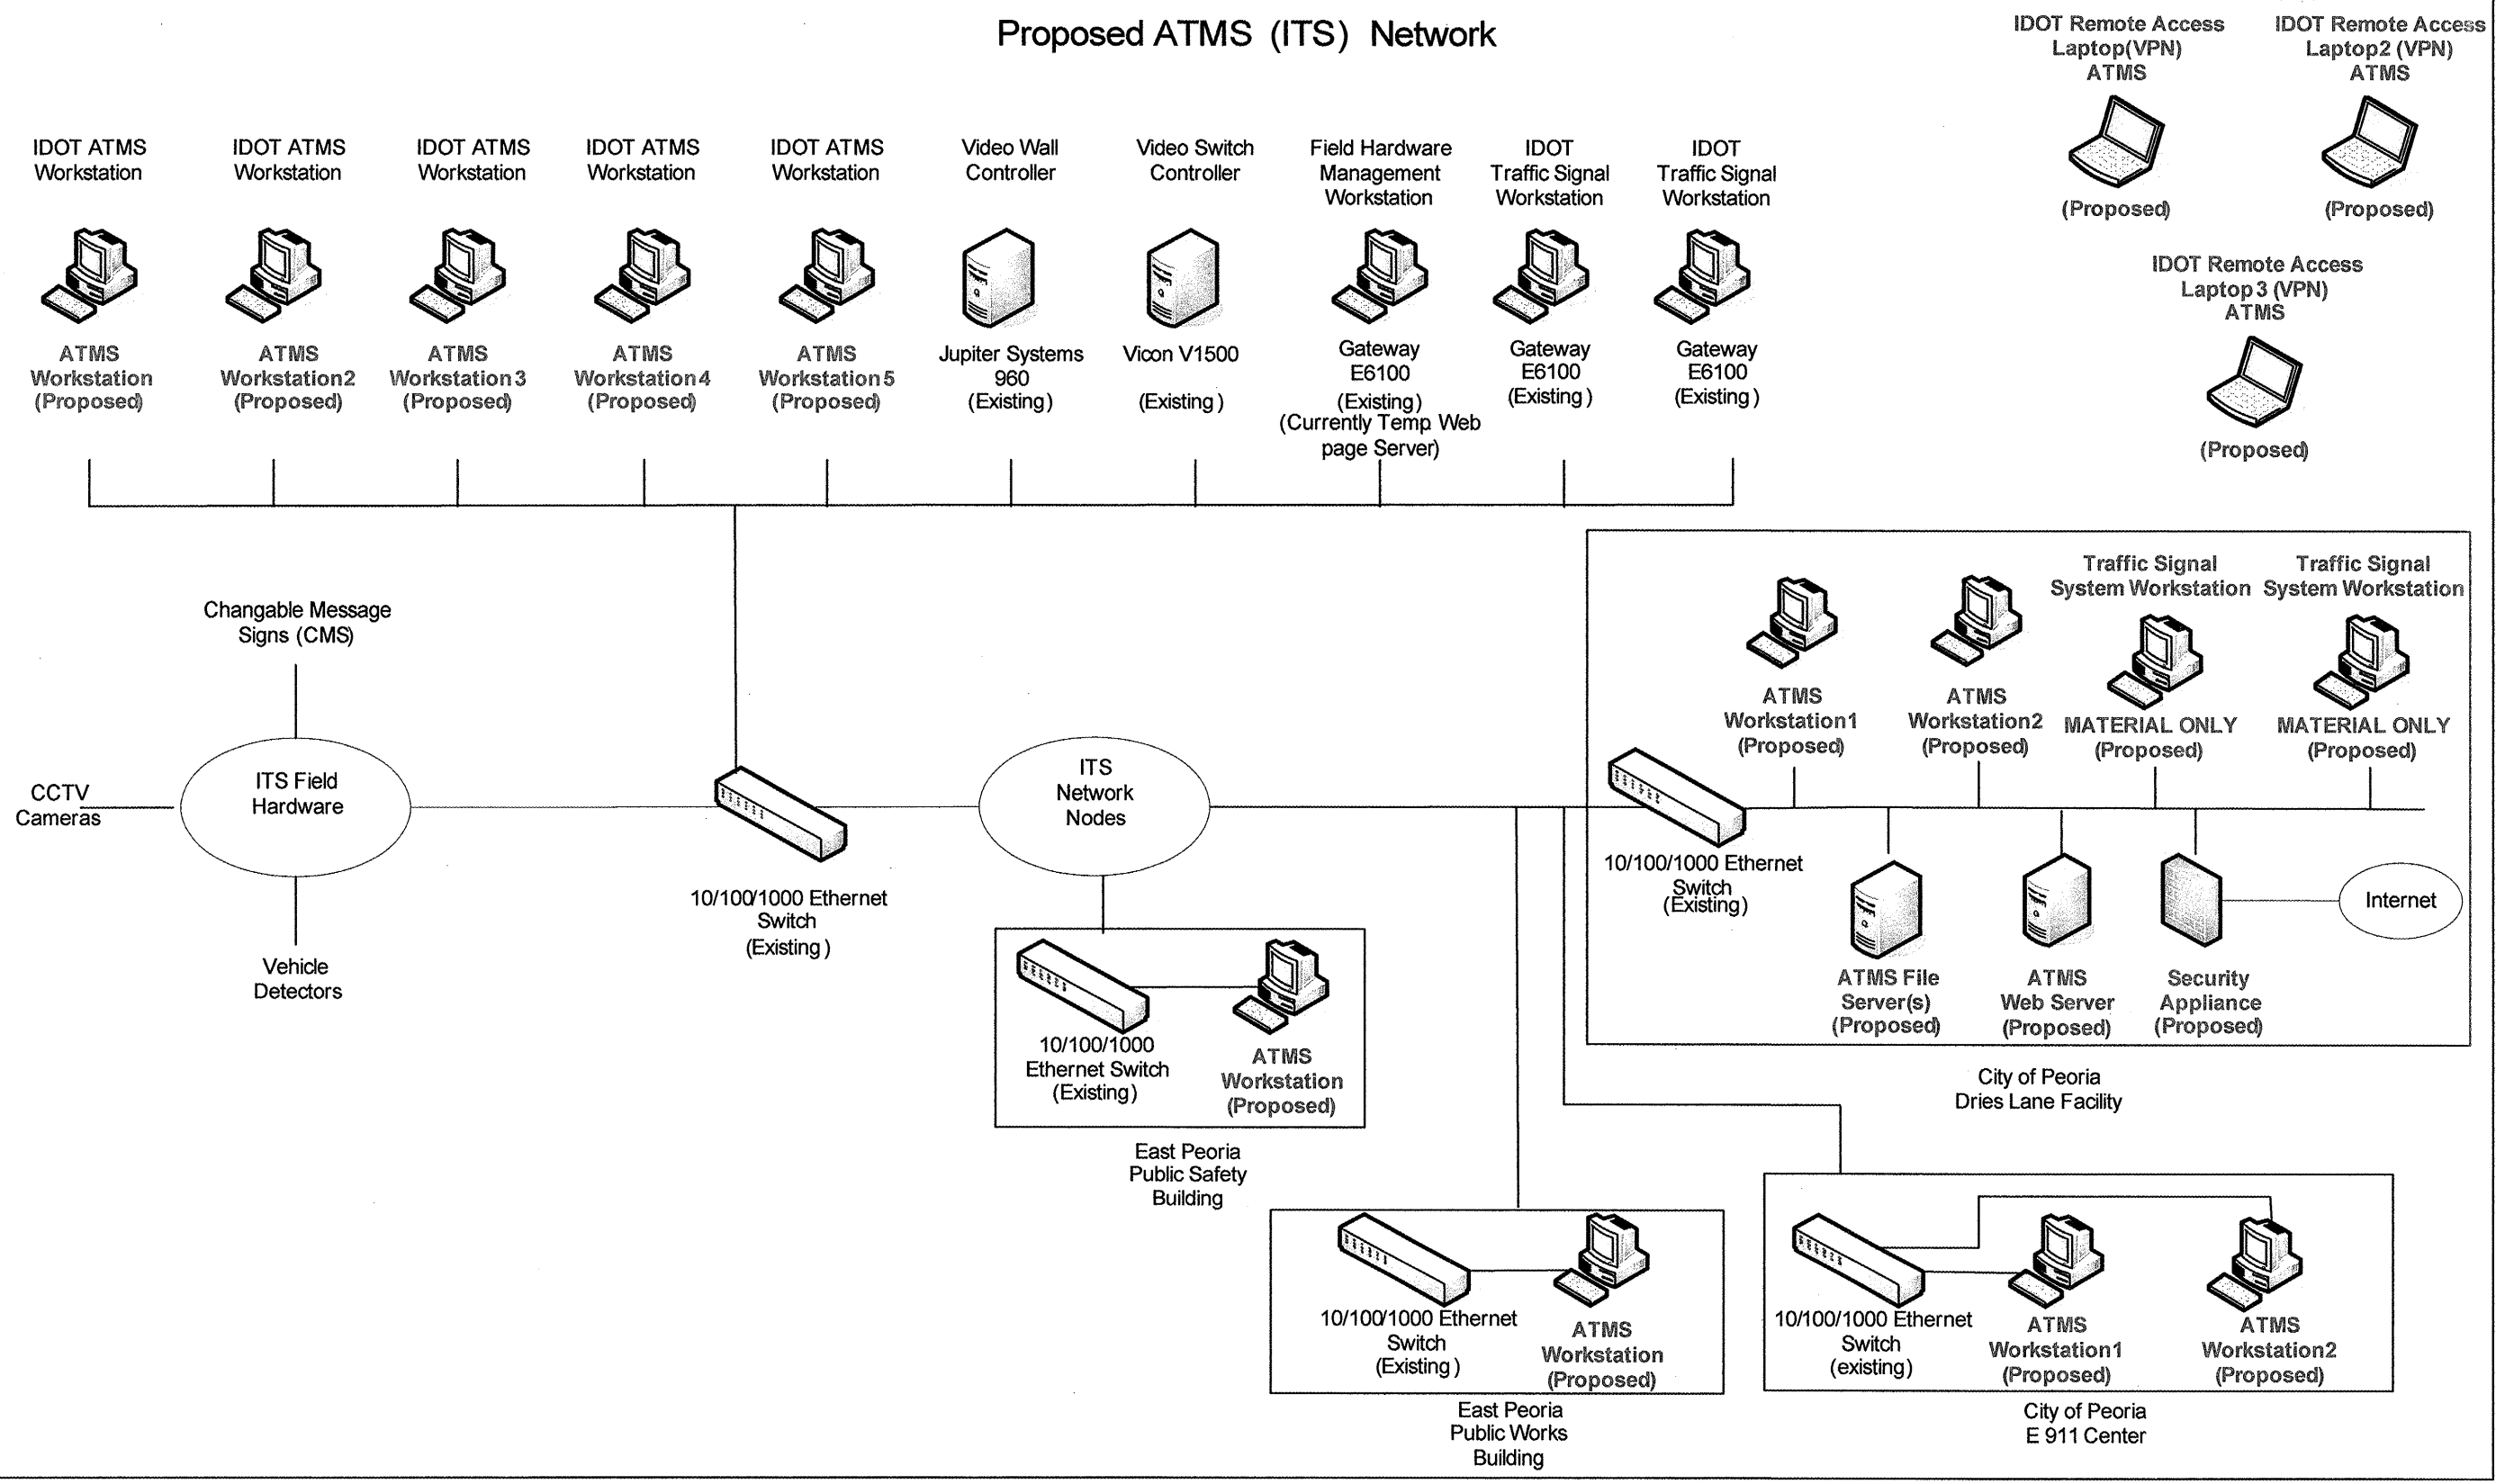 Proposed ATMS (ITS) Network
IDOT Remote Access
Laptop(VPN)
ATMS
(Proposed)
IDOT Remote Access
Laptop2 (VPN)
ATMS
(Proposed)
IDOT Remote Access
Laptop3 (VPN)
ATMS
(Proposed)
IDOT ATMS
Workstation
ATMS
Workstation
(Proposed)
IDOT ATMS
Workstation
ATMS
Workstation2
(Proposed)
IDOT ATMS
Workstation
ATMS
Workstation3
(Proposed)
IDOT ATMS
Workstation
ATMS
Workstation4
(Proposed)
IDOT ATMS
Workstation
ATMS
Workstation5
(Proposed)
Video Wall
Controller
Jupiter Systems
960
(Existing)
Video Switch
Controller
Vicon V1500
(Existing)
Field Hardware
Management
Workstation
Gateway
E6100
(Existing)
(Currently Temp Web
page Server)
IDOT
Traffic Signal
Workstation
Gateway
E6100
(Existing)
IDOT
Traffic Signal
Workstation
Gateway
E6100
(Existing)
Changable Message
Signs (CMS)
CCTV
Cameras
ITS Field
Hardware
Vehicle
Detectors
10/100/1000 Ethernet
Switch
(Existing)
ITS
Network
Nodes
10/100/1000
Ethernet Switch
(Existing)
ATMS
Workstation
(Proposed)
East Peoria
Public Safety
Building
ATMS
Workstation1
(Proposed)
ATMS
Workstation2
(Proposed)
Traffic Signal
System Workstation
MATERIAL ONLY
(Proposed)
Traffic Signal
System Workstation
MATERIAL ONLY
(Proposed)
10/100/1000 Ethernet
Switch
(Existing)
ATMS File
Server(s)
(Proposed)
ATMS
Web Server
(Proposed)
Security
Appliance
(Proposed)
Internet
City of Peoria
Dries Lane Facility
10/100/1000 Ethernet
Switch
(Existing)
ATMS
Workstation
(Proposed)
East Peoria
Public Works
Building
10/100/1000 Ethernet
Switch
(existing)
ATMS
Workstation1
(Proposed)
ATMS
Workstation2
(Proposed)
City of Peoria
E 911 Center